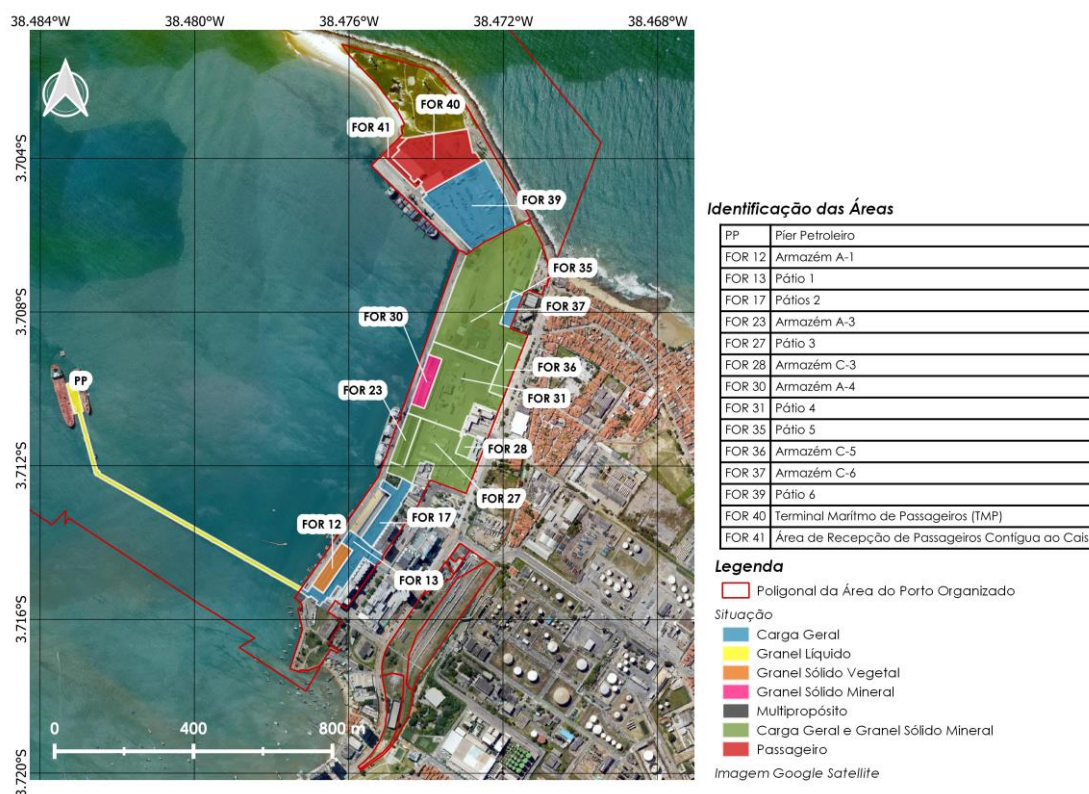 38.484°W 38.480°W 38.476°W 38.472°W 38.468°W
3.704°S
3.708°S
3.712°S
3.716°S
3.720°S
FOR 40
FOR 41
FOR 39
FOR 35
FOR 37
FOR 30
PP
FOR 36
FOR 23
FOR 31
FOR 28
FOR 27
FOR 12
FOR 17
FOR 13
0 400 800 m
Identificação das Áreas
PP Píer Petroleiro
FOR 12 Armazém A-1
FOR 13 Pátio 1
FOR 17 Pátios 2
FOR 23 Armazém A-3
FOR 27 Pátio 3
FOR 28 Armazém C-3
FOR 30 Armazém A-4
FOR 31 Pátio 4
FOR 35 Pátio 5
FOR 36 Armazém C-5
FOR 37 Armazém C-6
FOR 39 Pátio 6
FOR 40 Terminal Marítmo de Passageiros (TMP)
FOR 41 Área de Recepção de Passageiros Contígua ao Cais
Legenda
Poligonal da Área do Porto Organizado
Situação
Carga Geral
Granel Líquido
Granel Sólido Vegetal
Granel Sólido Mineral
Multipropósito
Carga Geral e Granel Sólido Mineral
Passageiro
Imagem Google Satellite